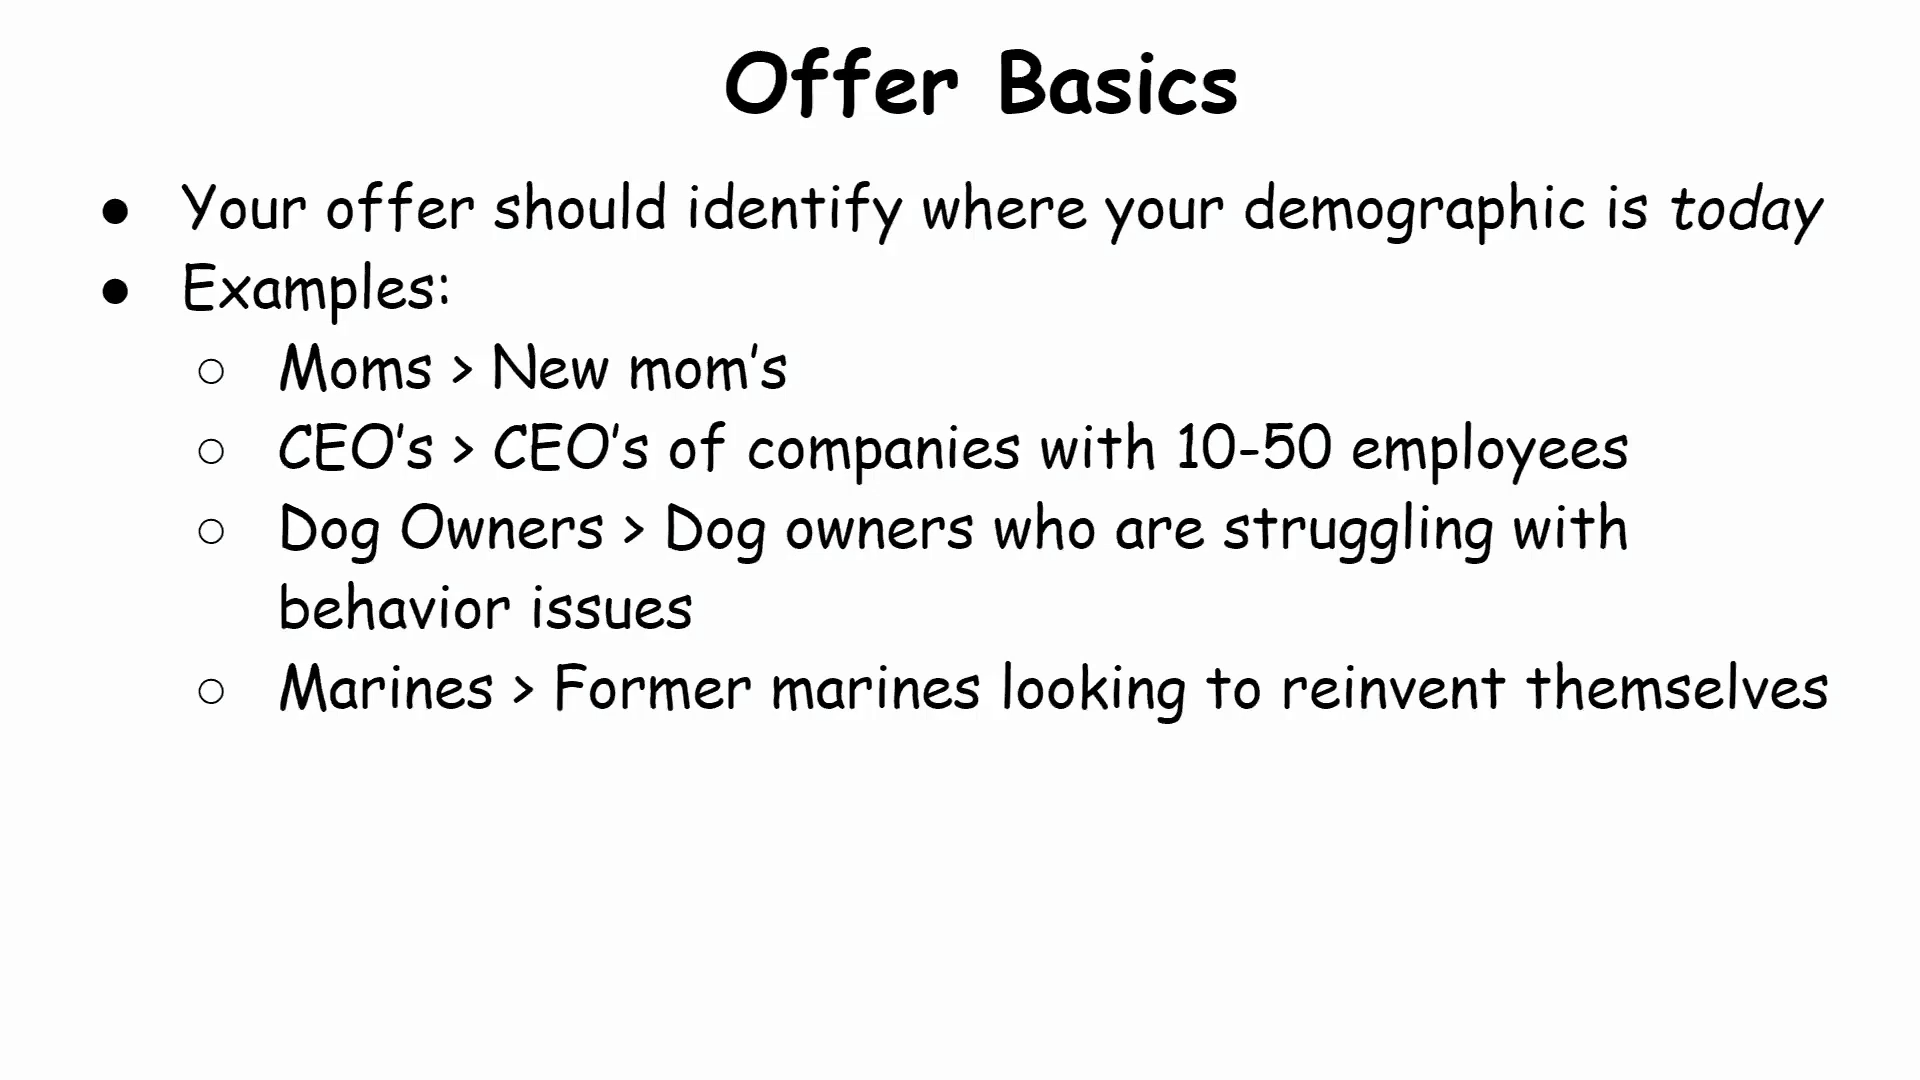 Offer Basics
● Your offer should identify where your demographic is today
● Examples:
○ Moms > New mom's
○ CEO's > CEO's of companies with 10-50 employees
○ Dog Owners > Dog owners who are struggling with
behavior issues
○ Marines > Former marines looking to reinvent themselves